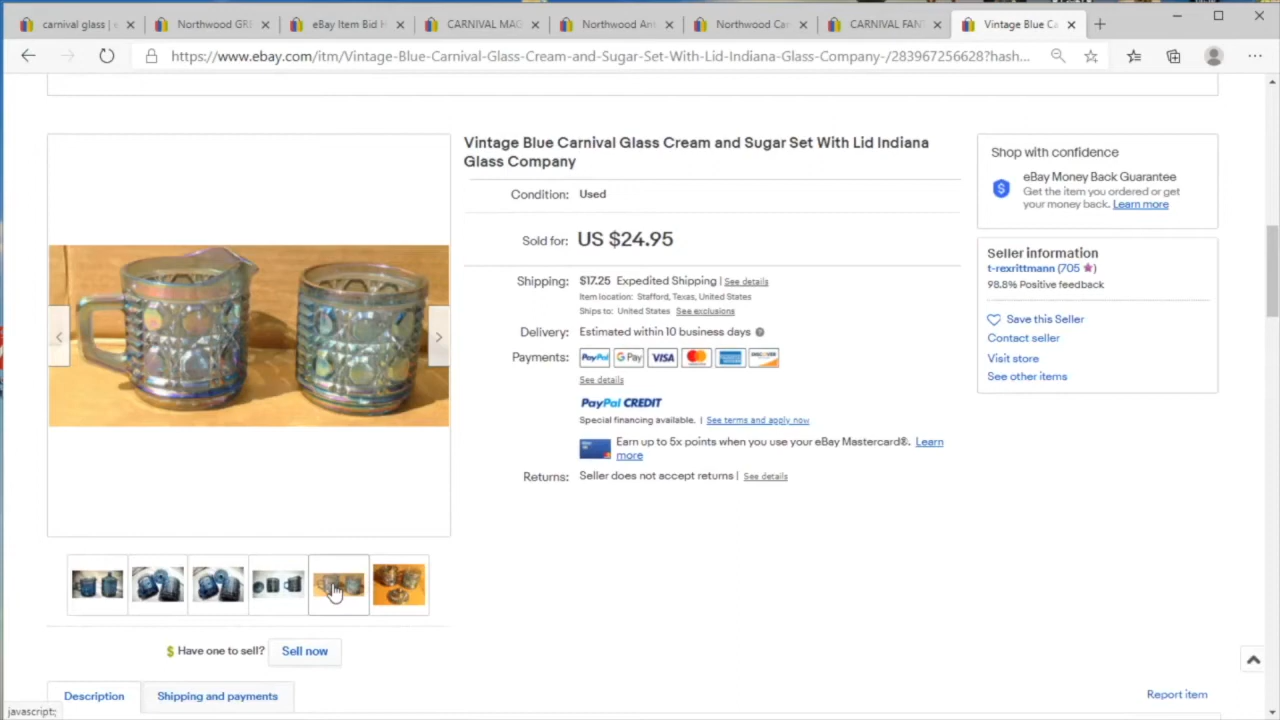 carnival glass | e
Northwood GRE
eBay Item Bid H
CARNIVAL MAG
Northwood Am
Northwood Car
CARNIVAL FANT
Vintage Blue Ca
https://www.ebay.com/itm/Vintage-Blue-Carnival-Glass-Cream-and-Sugar-Set-With-Lid-Indiana-Glass-Company-/283967256628?hash...
Vintage Blue Carnival Glass Cream and Sugar Set With Lid Indiana
Glass Company
Condition: Used
Sold for: US $24.95
Shipping: $17.25 Expedited Shipping | See details
Item location: Stafford, Texas, United States
Ships to: United States See exclusions
Delivery: Estimated within 10 business days
Payments: PayPal G Pay VISA
DISCOVER
See details
PayPal CREDIT
Special financing available. | See terms and apply now
Earn up to 5x points when you use your eBay Mastercard®. Learn
more
Returns: Seller does not accept returns | See details
Shop with confidence
eBay Money Back Guarantee
Get the item you ordered or get
your money back. Learn more
Seller information
t-rexrittmann (705 )
98.8% Positive feedback
Save this Seller
Contact seller
Visit store
See other items
Have one to sell? Sell now
Description
Shipping and payments
Report item
javascript:;